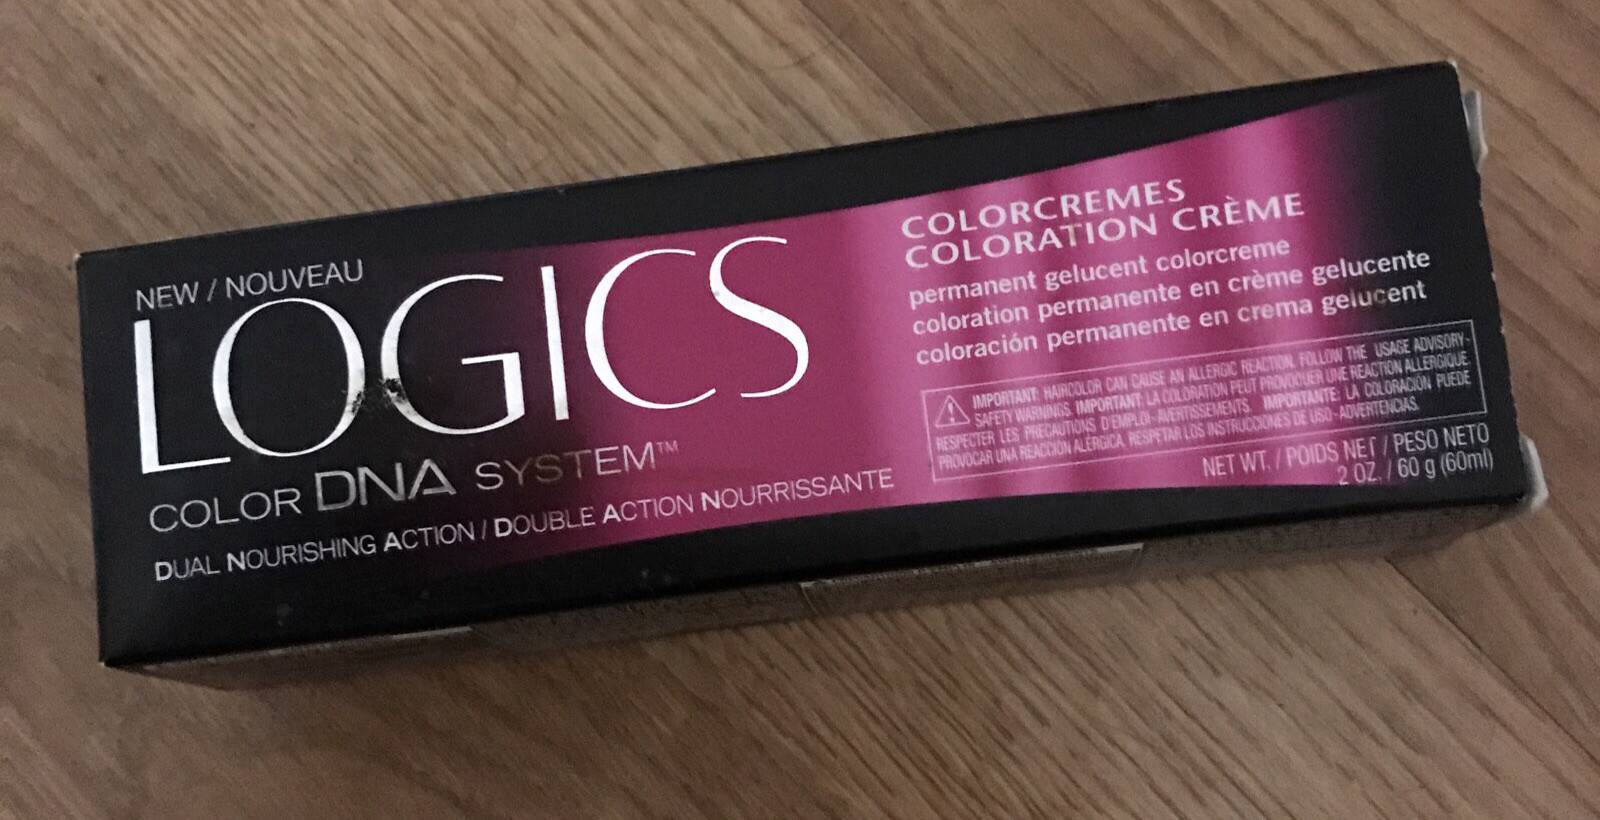 NEW / NOUVEAU
LOGICS
COLOR DNA SYSTEM™
DUAL NOURISHING ACTION / DOUBLE ACTION NOURRISSANTE
COLORCREMES
COLORATION CRÈME
permanent gelucent colorcreme
coloration permanente en crème gelucente
coloración permanente en crema gelucent
IMPORTANT: HAIRCOLOR CAN CAUSE AN ALLERGIC REACTION. FOLLOW THE USAGE ADVISORY-
SAFETY WARNINGS. IMPORTANT: LA COLORATION PEUT PROVOQUER UNE REACTION ALLERGIQUE.
RESPECTER LES PRECAUTIONS D'EMPLOI - AVERTISSEMENTS. IMPORTANTE: LA COLORACIÓN PUEDE
PROVOCAR UNA REACCIÓN ALÉRGICA. RESPETAR LOS INSTRUCCIONES DE USO - ADVERTENCIAS.
NET WT. / POIDS NET / PESO NETO
2 OZ. / 60 g (60ml)